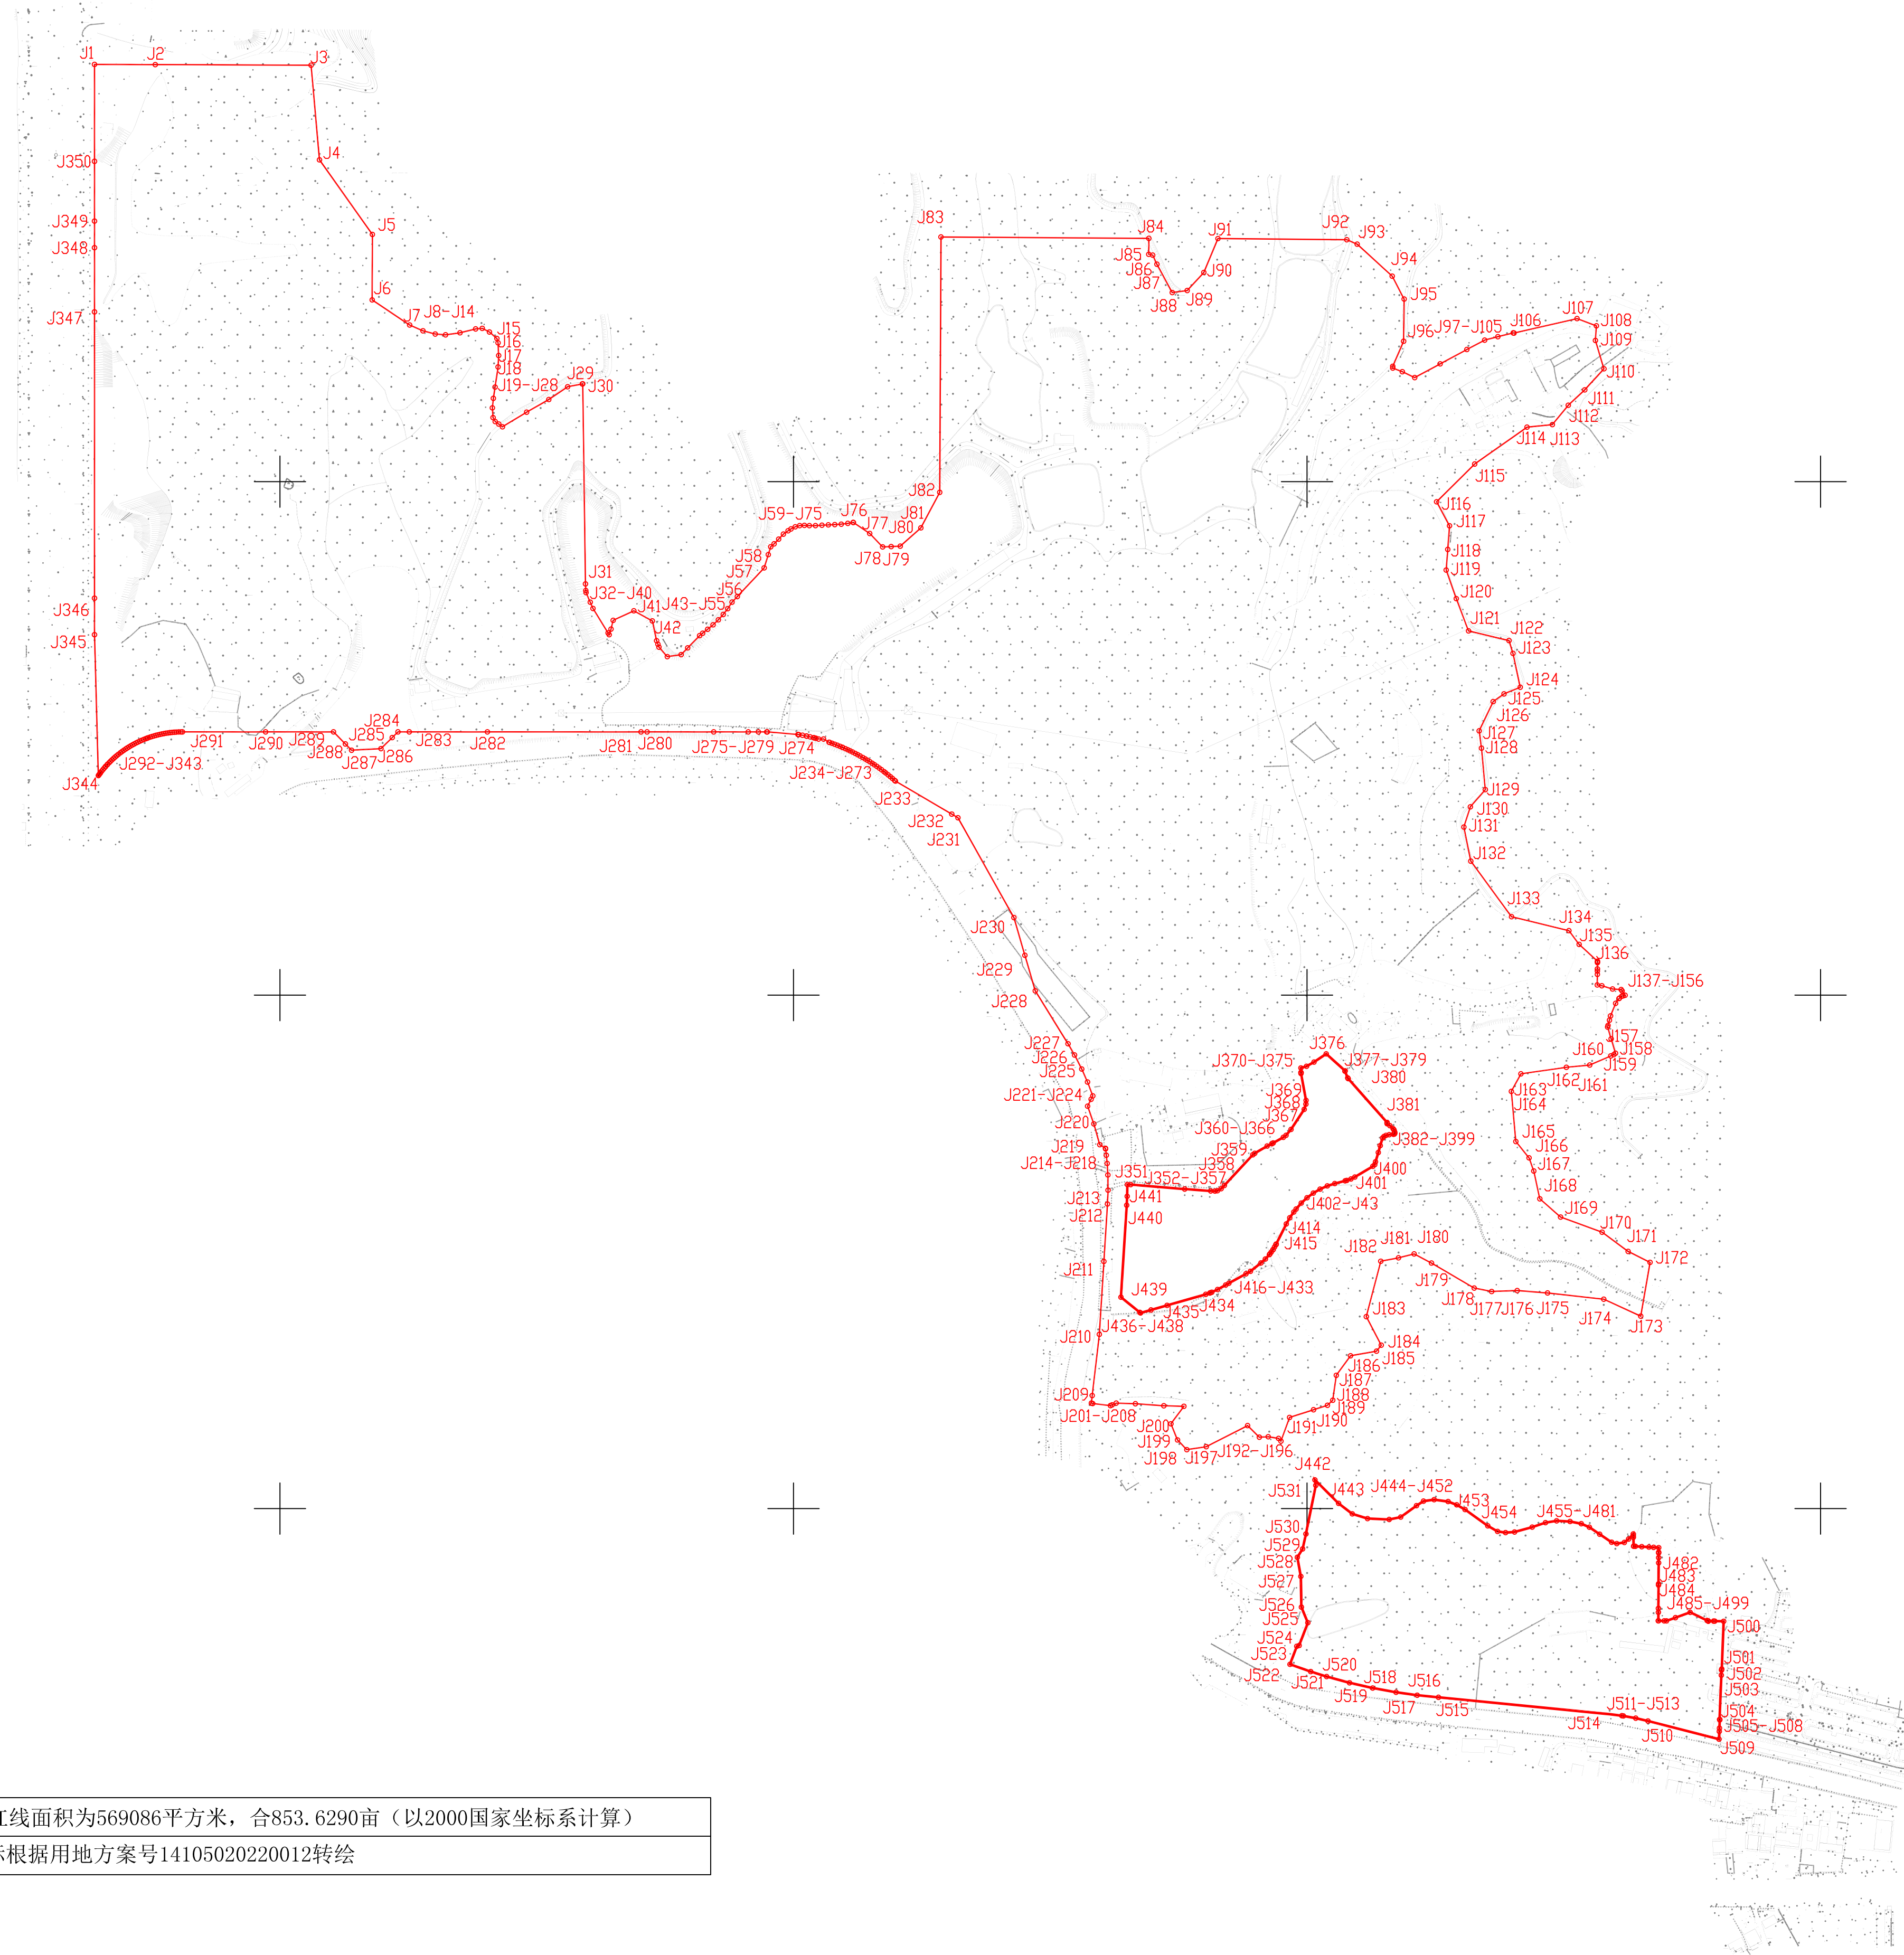 J1
J2
J3
J4
J5
J6
J7
J8-J14
J15
J16
J17
J18
J19-J28
J29
J30
J31
J32-J40
J41
J42
J43-J55
J56
J57
J58
J59-J75
J76
J77
J78
J79
J80
J81
J82
J83
J84
J85
J86
J87
J88
J89
J90
J91
J92
J93
J94
J95
J96
J97-J105
J106
J107
J108
J109
J110
J111
J112
J113
J114
J115
J116
J117
J118
J119
J120
J121
J122
J123
J124
J125
J126
J127
J128
J129
J130
J131
J132
J133
J134
J135
J136
J137-J156
J157
J158
J159
J160
J161
J162
J163
J164
J165
J166
J167
J168
J169
J170
J171
J172
J173
J174
J175
J176
J177
J178
J179
J180
J181
J182
J183
J184
J185
J186
J187
J188
J189
J190
J191
J192-J196
J197
J198
J199
J200
J201-J208
J209
J210
J211
J212
J213
J214-J218
J219
J220
J221-J224
J225
J226
J227
J228
J229
J230
J231
J232
J233
J234-J273
J274
J275-J279
J280
J281
J282
J283
J284
J285
J286
J287
J288
J289
J290
J291
J292-J343
J344
J345
J346
J347
J348
J349
J350
J351
J352-J357
J358
J359
J360-J366
J367
J368
J369
J370-J375
J376
J377-J379
J380
J381
J382-J399
J400
J401
J402-J43
J414
J415
J416-J433
J434
J435
J436-J438
J439
J440
J441
J442
J443
J444-J452
J453
J454
J455-J481
J482
J483
J484
J485-J499
J500
J501
J502
J503
J504
J505-J508
J509
J510
J511-J513
J514
J515
J516
J517
J518
J519
J520
J521
J522
J523
J524
J525
J526
J527
J528
J529
J530
J531
红线面积为569086平方米，合853.6290亩（以2000国家坐标系计算）
根据用地方案号14105020220012转绘